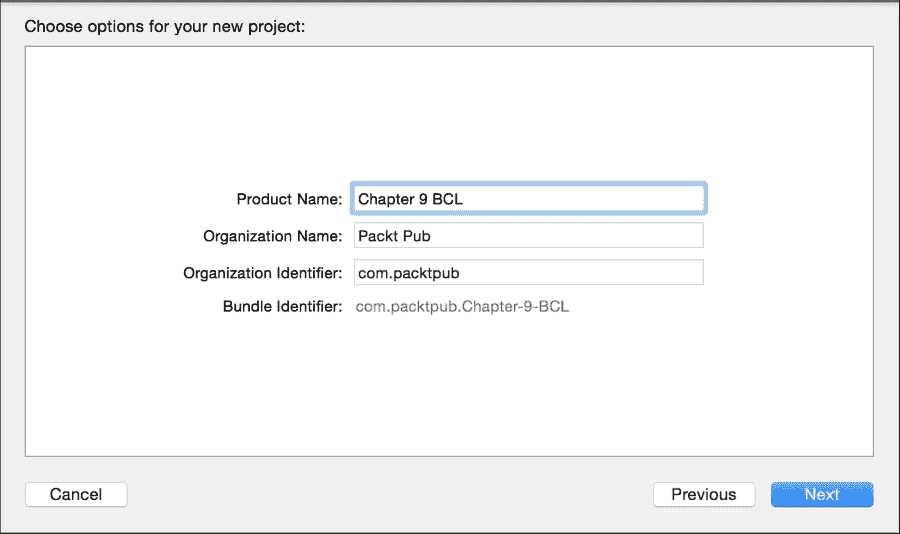 Choose options for your new project:
Product Name: Chapter 9 BCL
Organization Name: Packt Pub
Organization Identifier: com.packtpub
Bundle Identifier: com.packtpub.Chapter-9-BCL
Cancel Previous Next